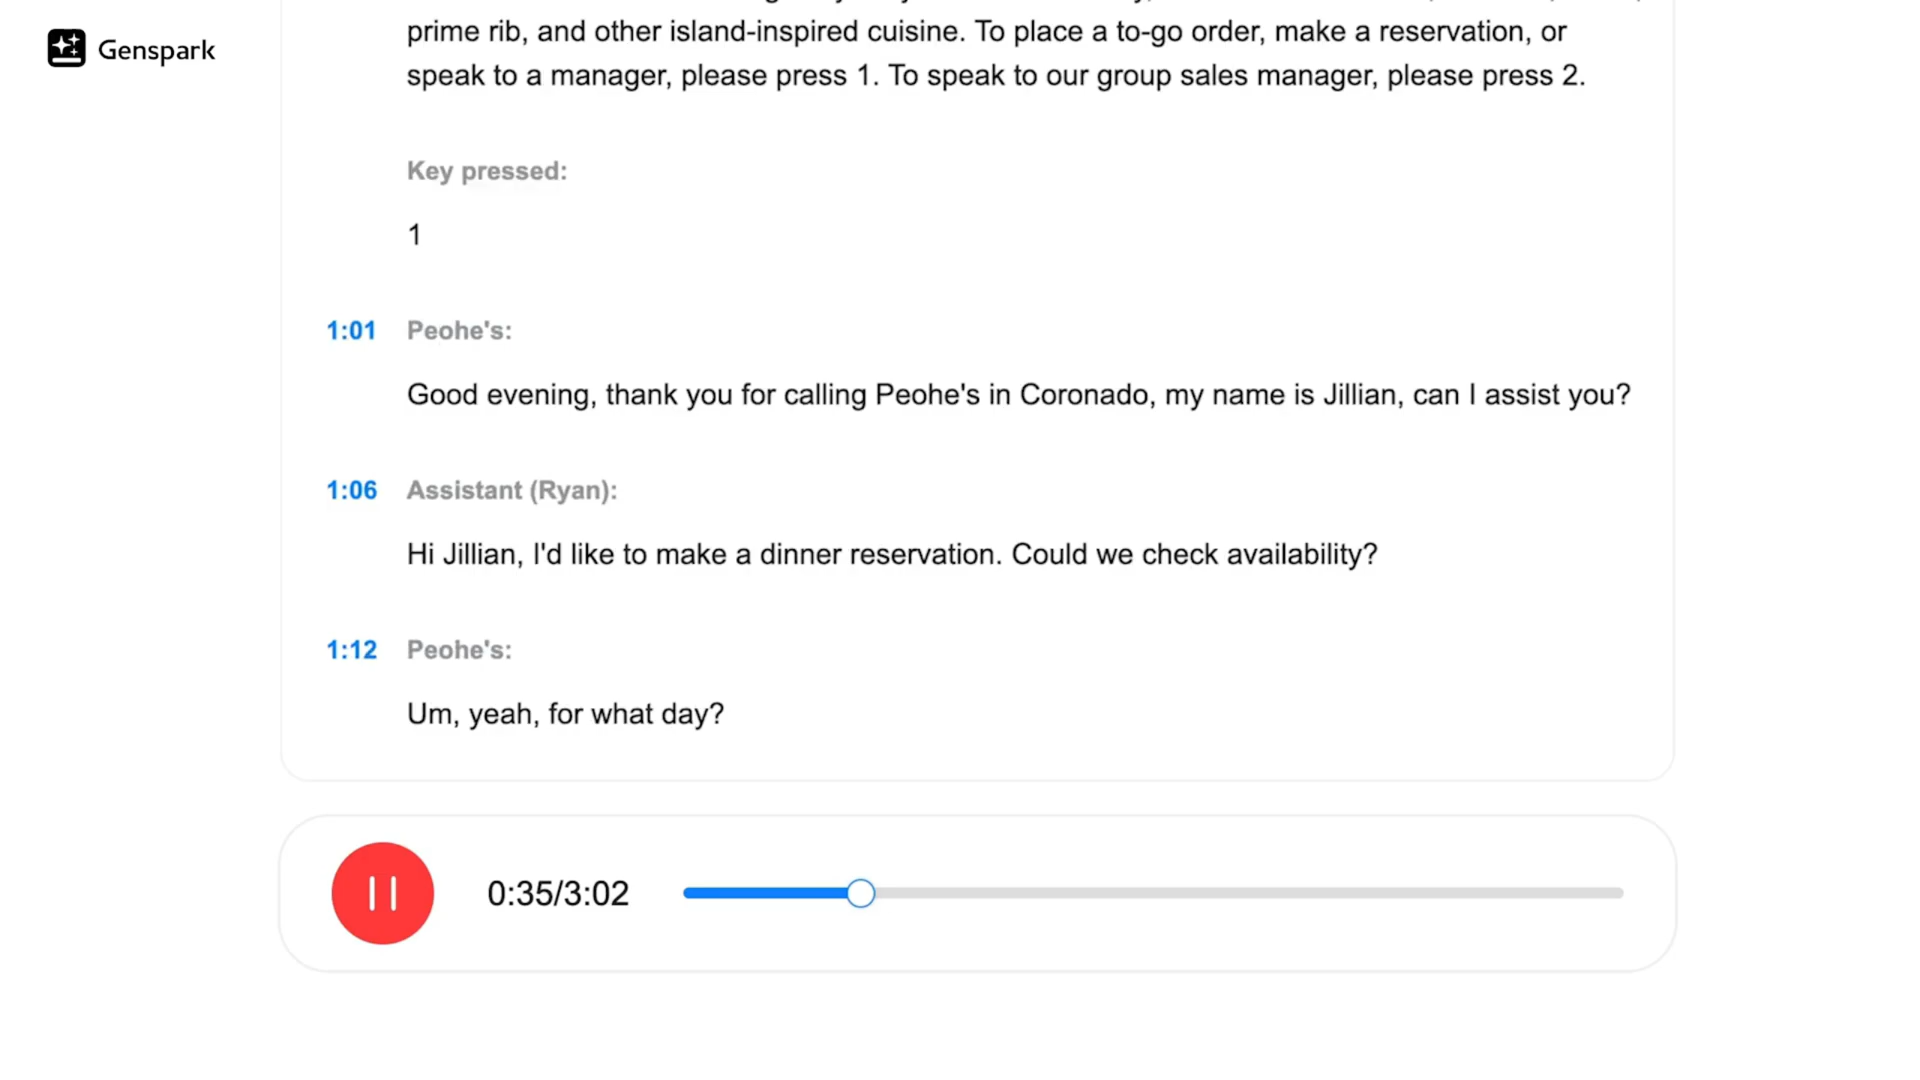 Genspark
prime rib, and other island-inspired cuisine. To place a to-go order, make a reservation, or
speak to a manager, please press 1. To speak to our group sales manager, please press 2.
Key pressed:
1
1:01 Peohe's:
Good evening, thank you for calling Peohe's in Coronado, my name is Jillian, can I assist you?
1:06 Assistant (Ryan):
Hi Jillian, I'd like to make a dinner reservation. Could we check availability?
1:12 Peohe's:
Um, yeah, for what day?
0:35/3:02